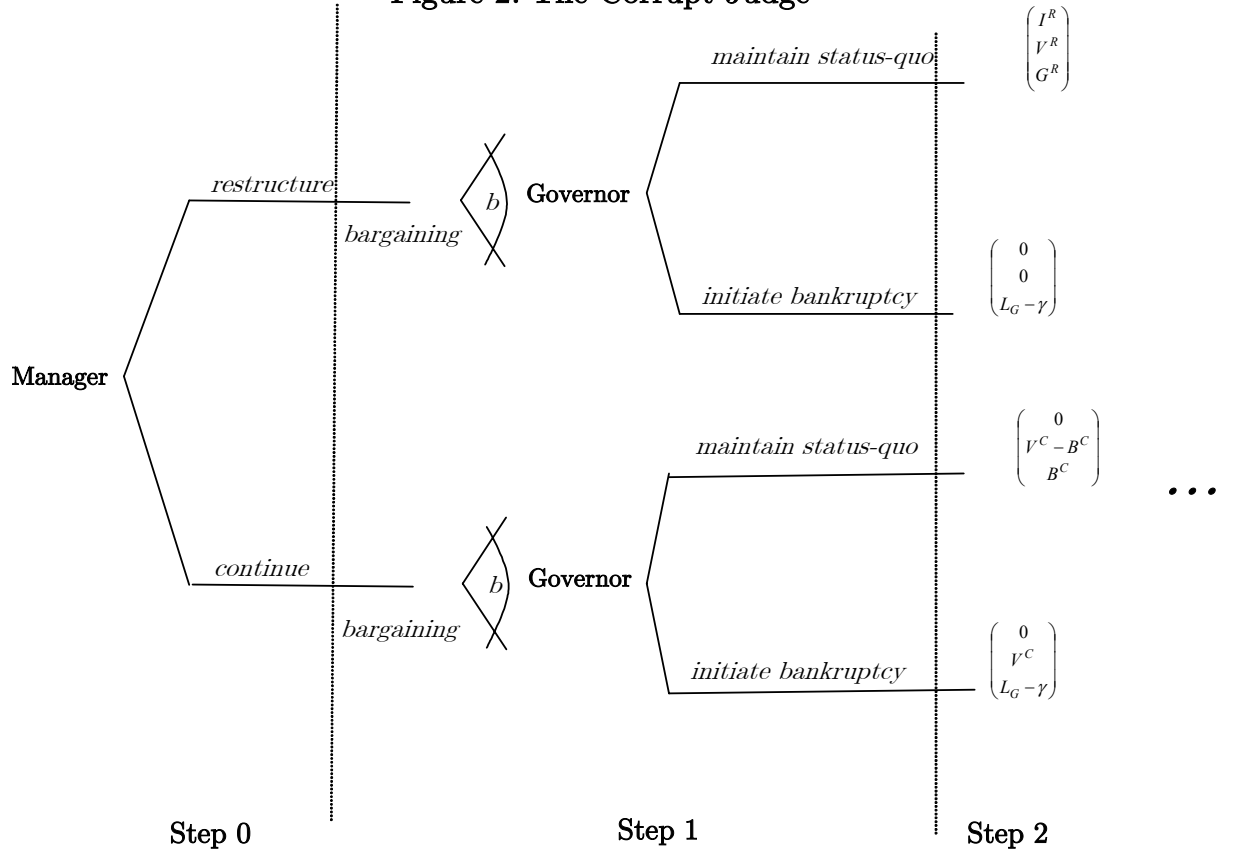 Figure 2: The Corrupt Judge
maintain status-quo
I^R
V^R
G^R
restructure
bargaining
b
Governor
initiate bankruptcy
0
0
L_G − γ
Manager
maintain status-quo
0
V^C − B^C
B^C
...
continue
bargaining
b
Governor
initiate bankruptcy
0
V^C
L_G − γ
Step 0
Step 1
Step 2